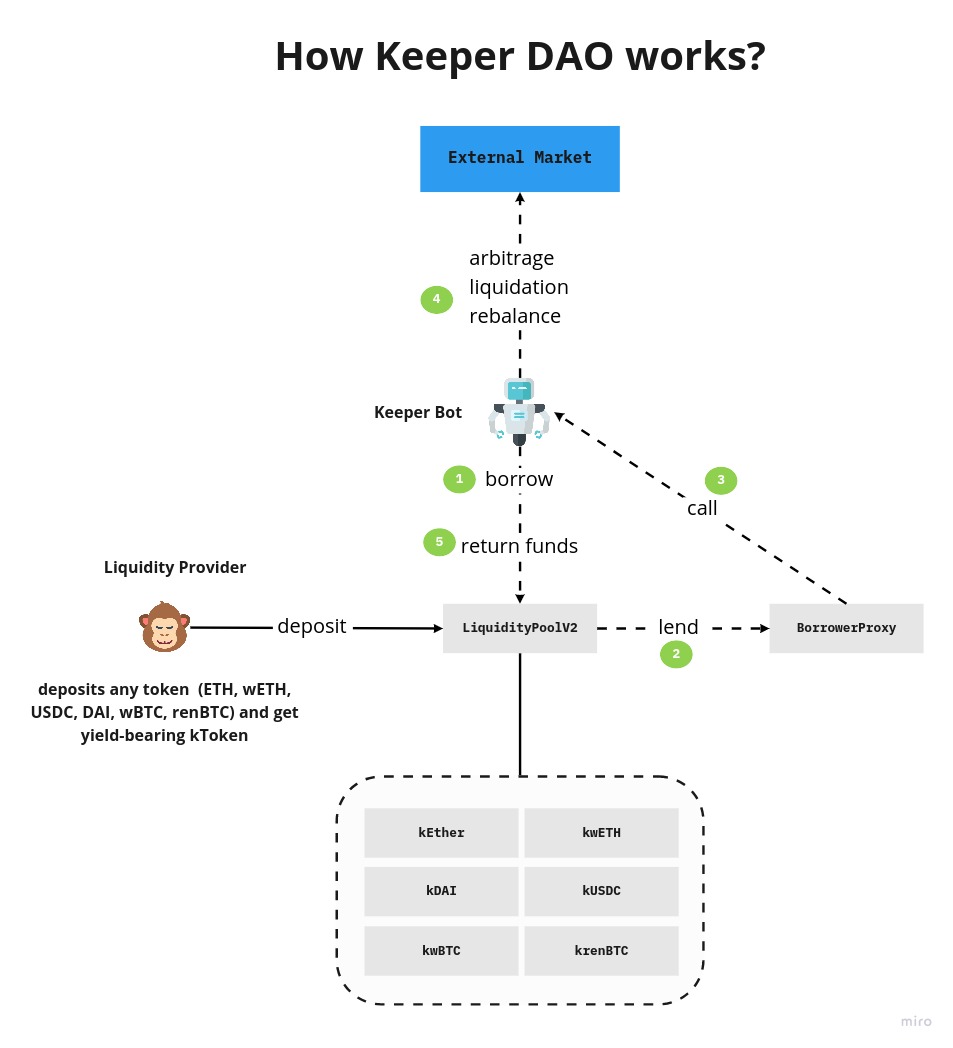 How Keeper DAO works?
External Market
arbitrage
liquidation
rebalance
4
Keeper Bot
1
borrow
3
call
5
return funds
Liquidity Provider
deposit
LiquidityPoolV2
lend
2
BorrowerProxy
deposits any token (ETH, wETH,
USDC, DAI, wBTC, renBTC) and get
yield-bearing kToken
kEther
kwETH
kDAI
kUSDC
kwBTC
krenBTC
miro